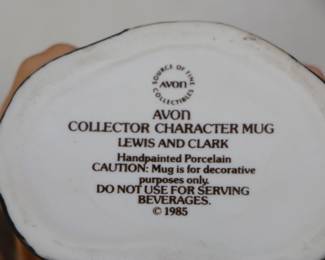 SOURCE OF FINE COLLECTIBLES
AVON
AVON
COLLECTOR CHARACTER MUG
LEWIS AND CLARK
Handpainted Porcelain
CAUTION: Mug is for decorative
purposes only.
DO NOT USE FOR SERVING
BEVERAGES.
© 1985